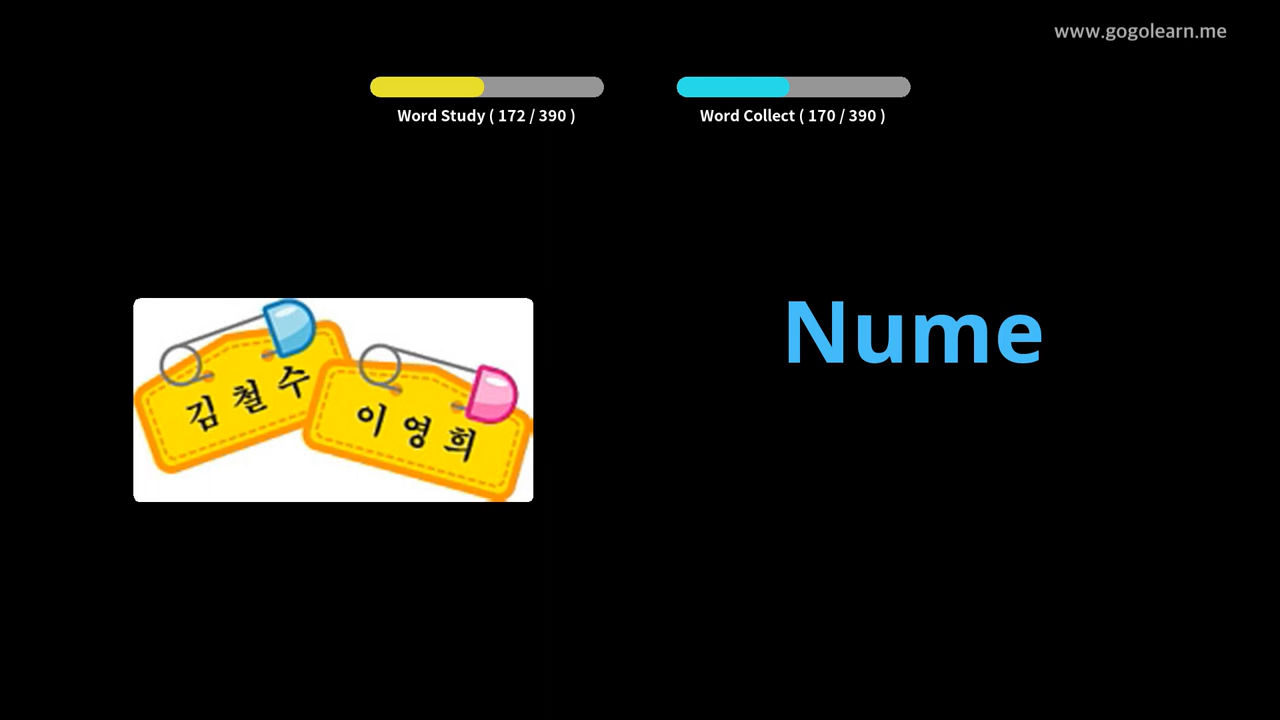 www.gogolearn.me
Word Study ( 172 / 390 )
Word Collect ( 170 / 390 )
김철수
이영희
Nume